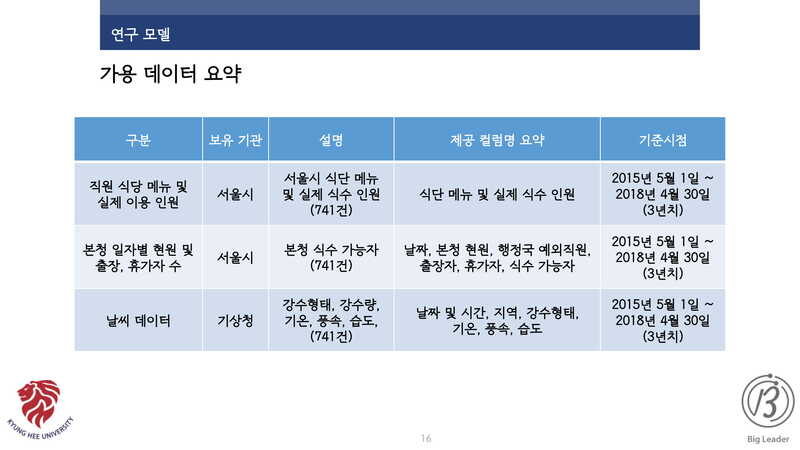 연구 모델
가용 데이터 요약
구분
보유 기관
설명
제공 컬럼명 요약
기준시점
직원 식당 메뉴 및
실제 이용 인원
서울시
서울시 식단 메뉴
및 실제 식수 인원
(741건)
식단 메뉴 및 실제 식수 인원
2015년 5월 1일 ~
2018년 4월 30일
(3년치)
본청 일자별 현원 및
출장, 휴가자 수
서울시
본청 식수 가능자
(741건)
날짜, 본청 현원, 행정국 예외직원,
출장자, 휴가자, 식수 가능자
2015년 5월 1일 ~
2018년 4월 30일
(3년치)
날씨 데이터
기상청
강수형태, 강수량,
기온, 풍속, 습도,
(741건)
날짜 및 시간, 지역, 강수형태,
기온, 풍속, 습도
2015년 5월 1일 ~
2018년 4월 30일
(3년치)
KYUNG HEE UNIVERSITY
16
Big Leader